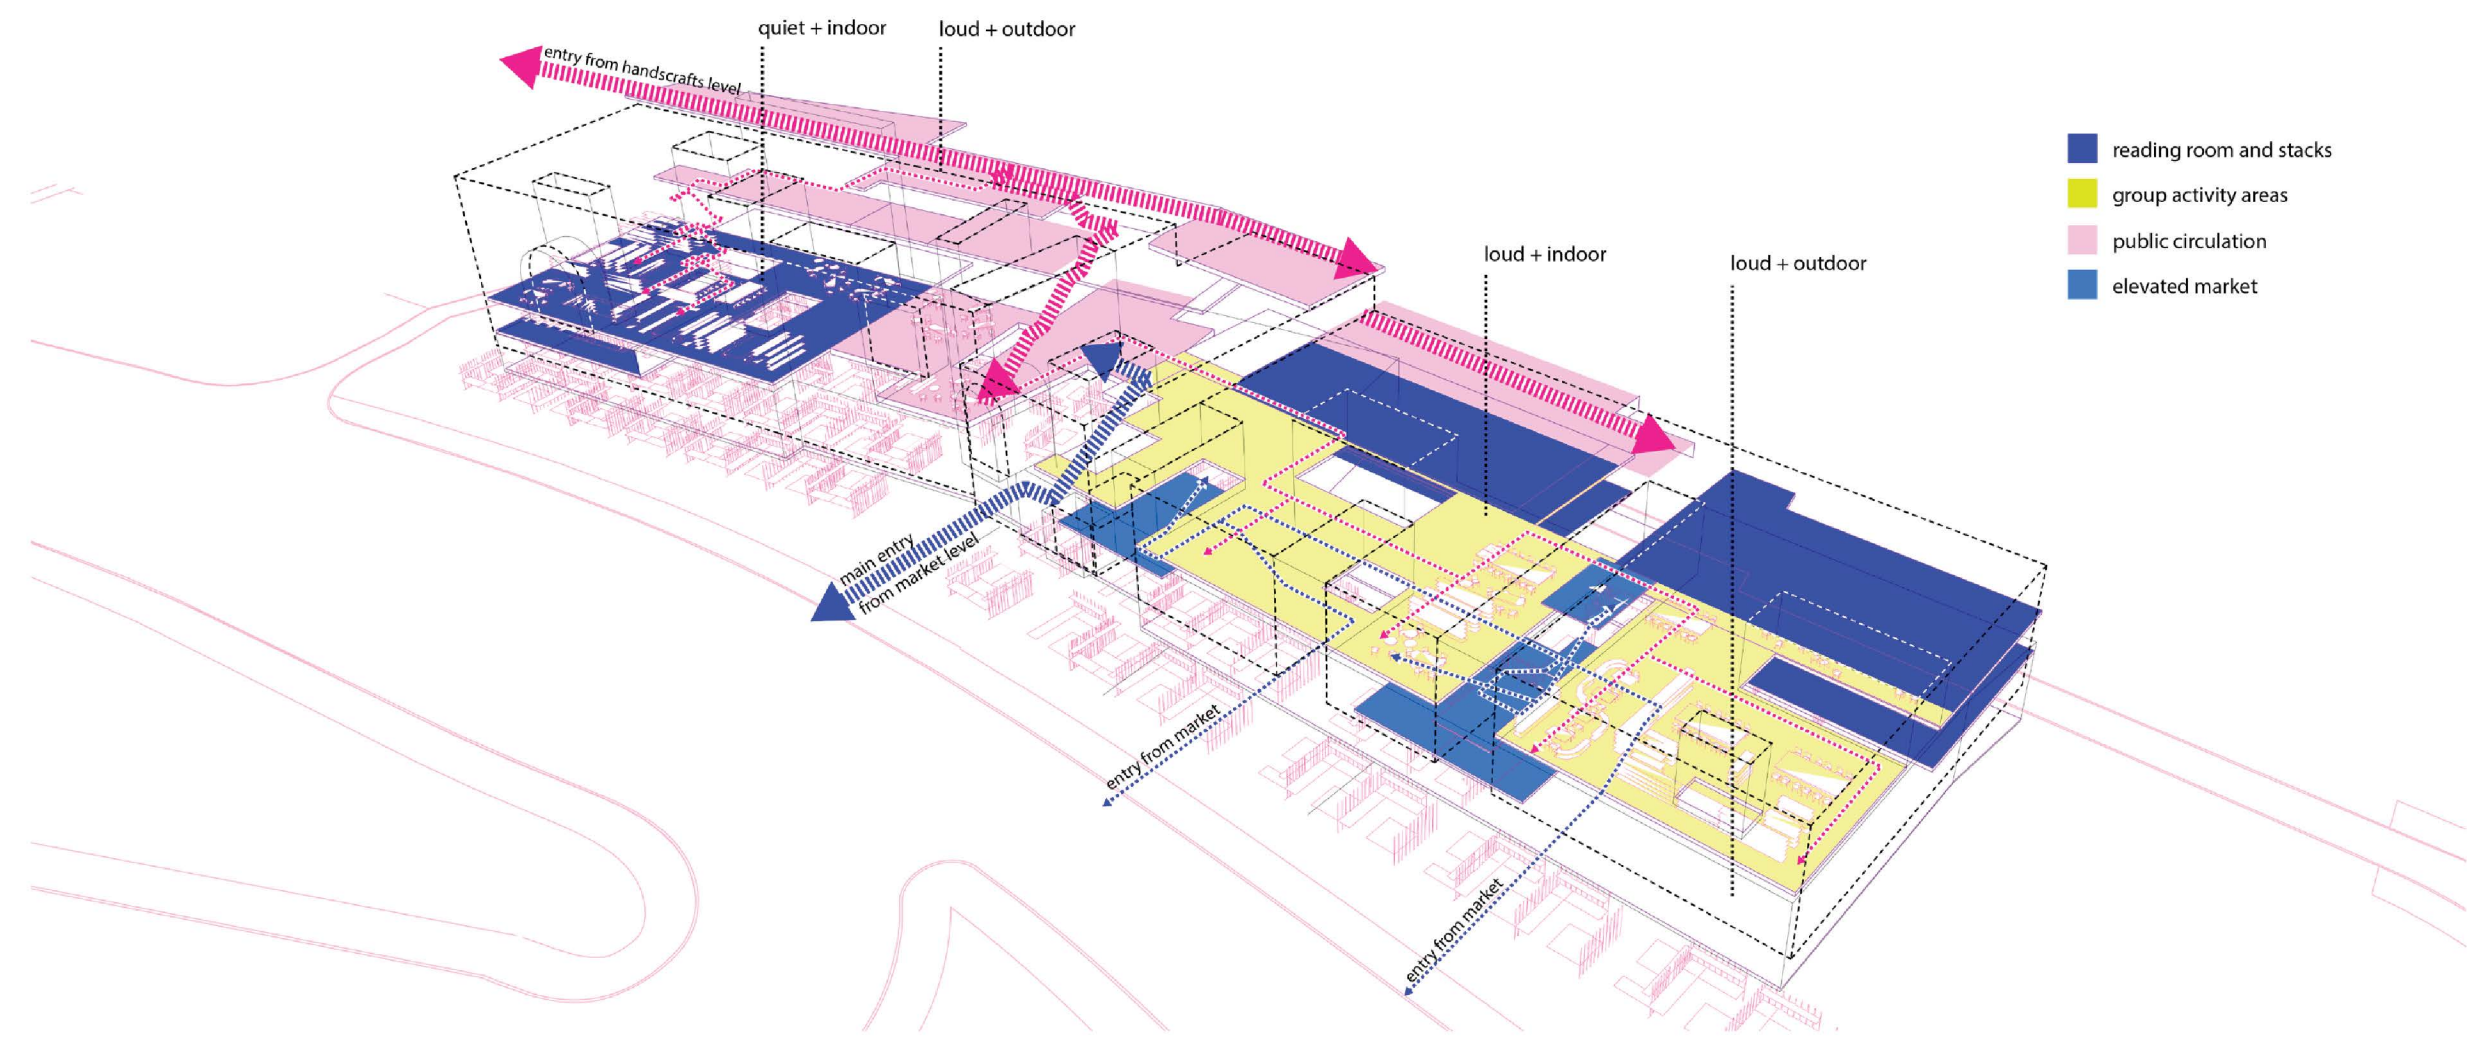 quiet + indoor
loud + outdoor
entry from handscrafts level
loud + indoor
loud + outdoor
reading room and stacks
group activity areas
public circulation
elevated market
main entry
from market level
entry from market
entry from market